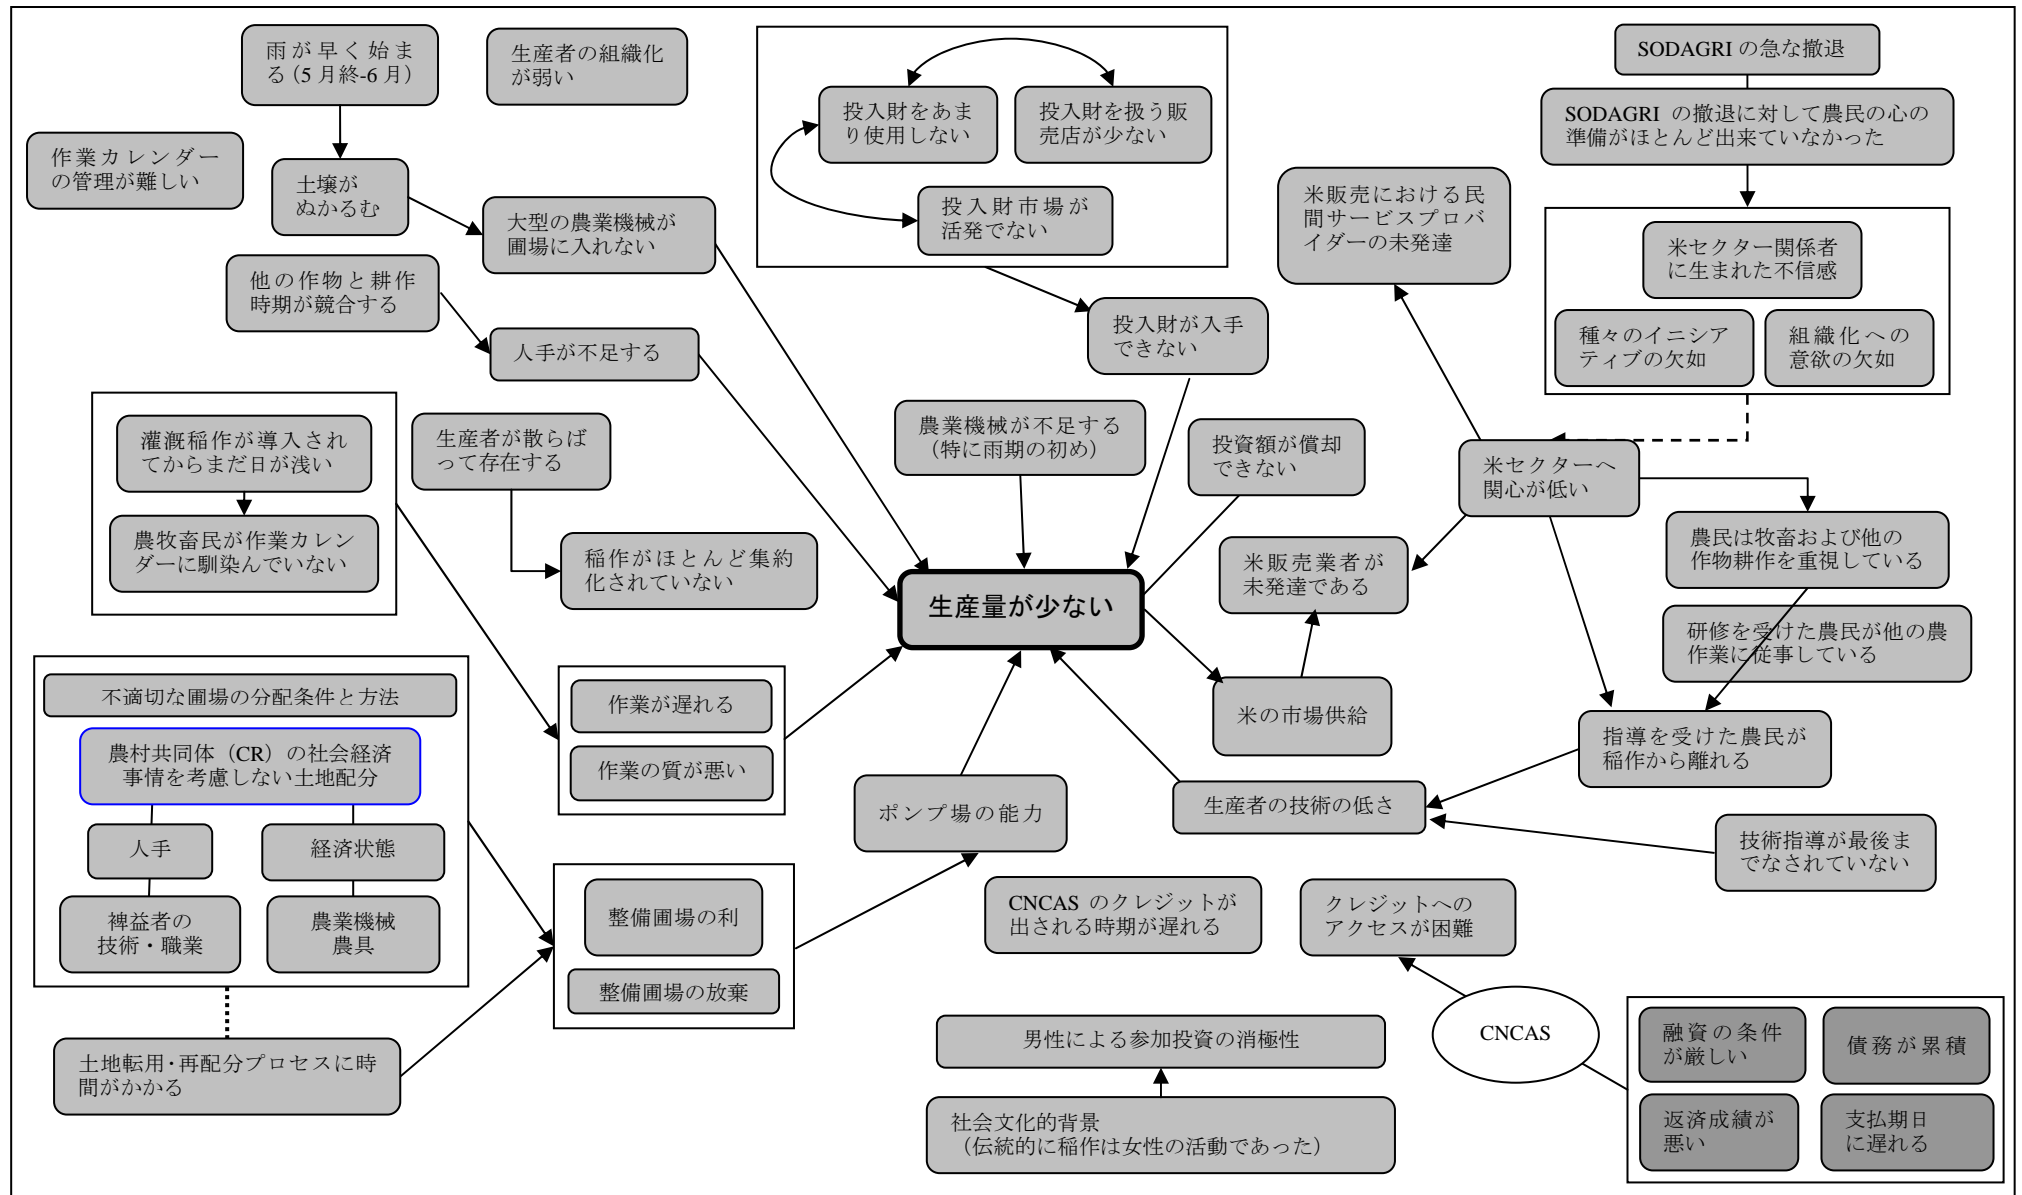 雨が早く始ま
る（5月終-6月）
生産者の組織化
が弱い
投入財をあま
り使用しない
投入財を扱う販
売店が少ない
投入財市場が
活発でない
SODAGRI の急な撤退
SODAGRI の撤退に対して農民の心の
準備がほとんど出来ていなかった
作業カレンダー
の管理が難しい
土壌が
ぬかるむ
大型の農業機械が
圃場に入れない
米販売における民
間サービスプロバ
イダーの未発達
米セクター関係者
に生まれた不信感
種々のイニシア
ティブの欠如
組織化への
意欲の欠如
他の作物と耕作
時期が競合する
人手が不足する
投入財が入手
できない
灌漑稲作が導入され
てからまだ日が浅い
農牧畜民が作業カレン
ダーに馴染んでいない
生産者が散らば
って存在する
稲作がほとんど集約
化されていない
農業機械が不足する
（特に雨期の初め）
投資額が償却
できない
米セクターへ
関心が低い
農民は牧畜および他の
作物耕作を重視している
米販売業者が
未発達である
生産量が少ない
研修を受けた農民が他の農
作業に従事している
不適切な圃場の分配条件と方法
農村共同体（CR）の社会経済
事情を考慮しない土地配分
人手
経済状態
裨益者の
技術・職業
農業機械
農具
作業が遅れる
作業の質が悪い
米の市場供給
指導を受けた農民が
稲作から離れる
ポンプ場の能力
生産者の技術の低さ
技術指導が最後ま
でなされていない
整備圃場の利
整備圃場の放棄
CNCAS のクレジットが
出される時期が遅れる
クレジットへの
アクセスが困難
土地転用・再配分プロセスに時
間がかかる
男性による参加投資の消極性
社会文化的背景
（伝統的に稲作は女性の活動であった）
CNCAS
融資の条件
が厳しい
債務が累積
返済成績が
悪い
支払期日
に遅れる